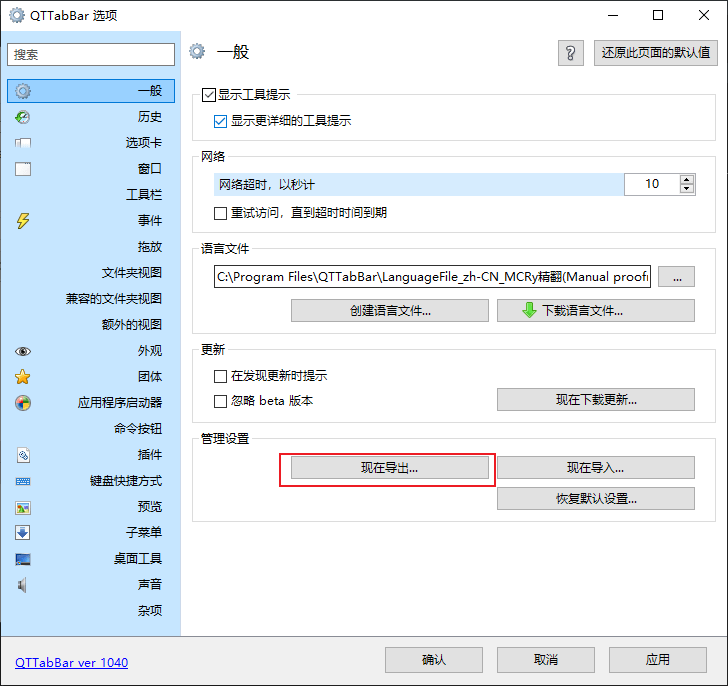 QTTabBar 选项
搜索
一般
历史
选项卡
窗口
工具栏
事件
拖放
文件夹视图
兼容的文件夹视图
额外的视图
外观
团体
应用程序启动器
命令按钮
插件
键盘快捷方式
预览
子菜单
桌面工具
声音
杂项
一般
?
还原此页面的默认值
显示工具提示
显示更详细的工具提示
网络
网络超时，以秒计
10
重试访问，直到超时时间到期
语言文件
C:\Program Files\QTTabBar\LanguageFile_zh-CN_MCRy精翻(Manual proofr
...
创建语言文件...
下载语言文件...
更新
在发现更新时提示
忽略 beta 版本
现在下载更新...
管理设置
现在导出...
现在导入...
恢复默认设置...
QTTabBar ver 1040
确认
取消
应用